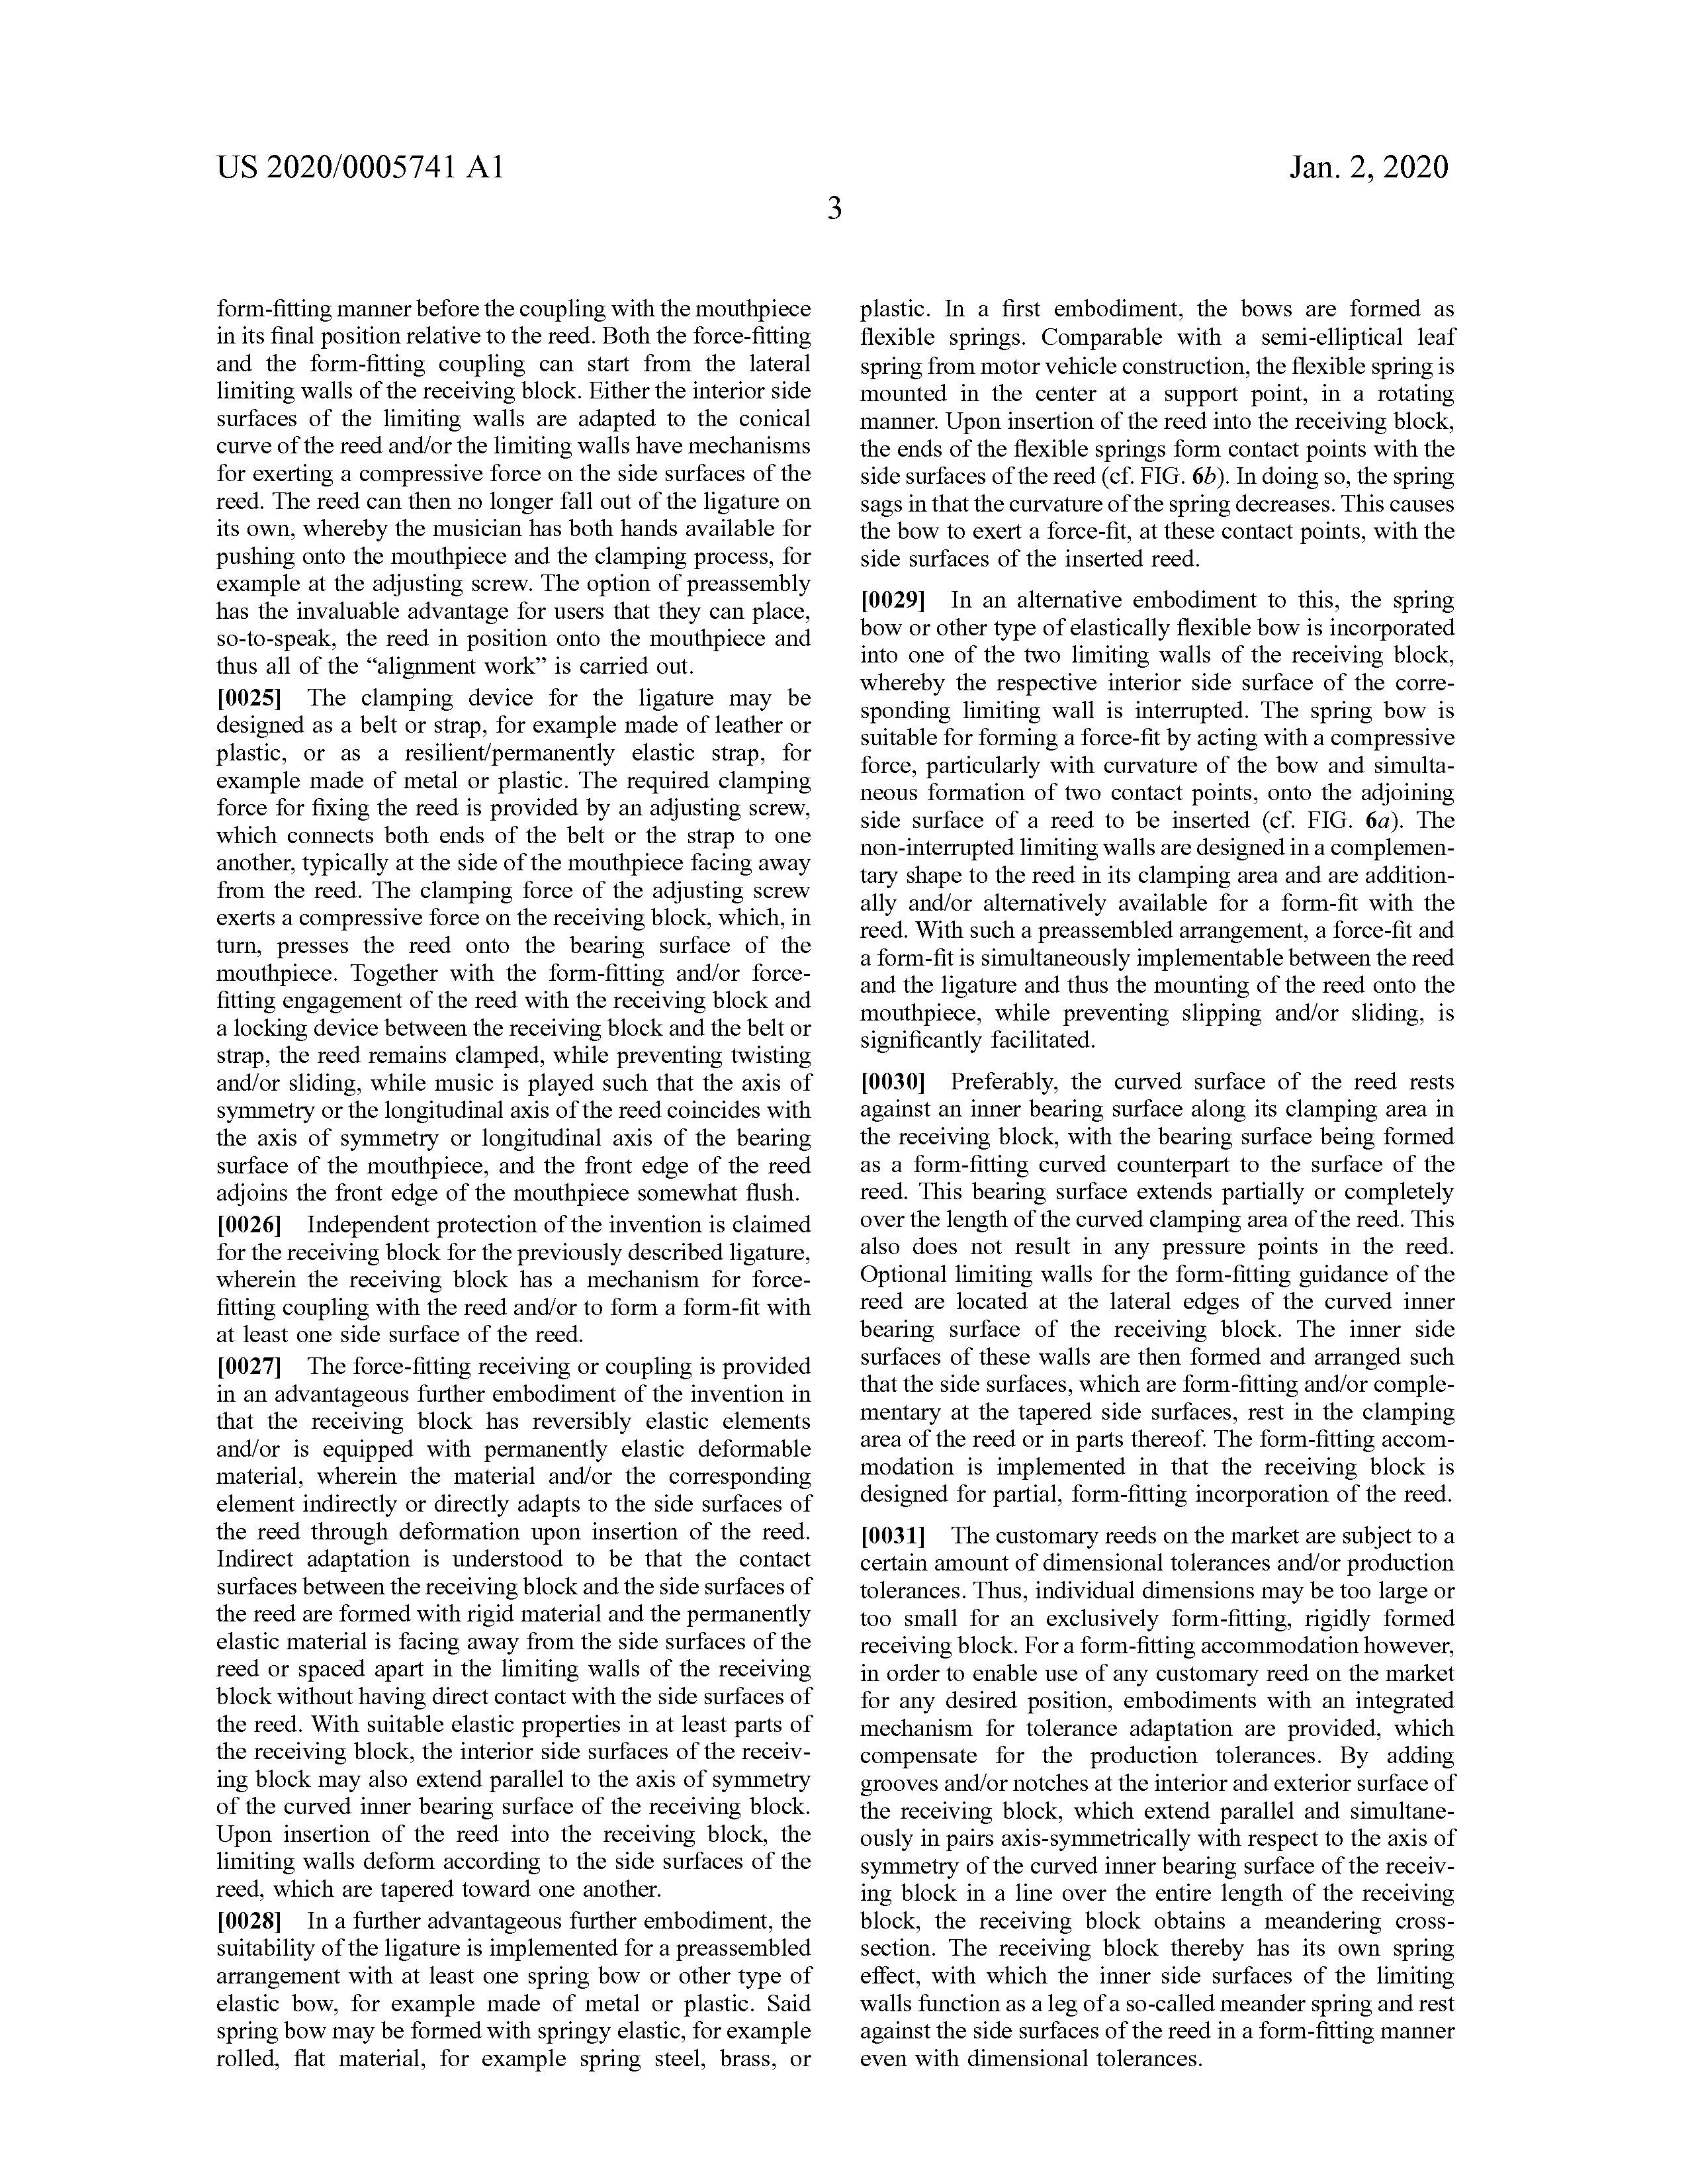 US 2020/0005741 A1
Jan. 2, 2020
3
form-fitting manner before the coupling with the mouthpiece
in its final position relative to the reed. Both the force-fitting
and the form-fitting coupling can start from the lateral
limiting walls of the receiving block. Either the interior side
surfaces of the limiting walls are adapted to the conical
curve of the reed and/or the limiting walls have mechanisms
for exerting a compressive force on the side surfaces of the
reed. The reed can then no longer fall out of the ligature on
its own, whereby the musician has both hands available for
pushing onto the mouthpiece and the clamping process, for
example at the adjusting screw. The option of preassembly
has the invaluable advantage for users that they can place,
so-to-speak, the reed in position onto the mouthpiece and
thus all of the “alignment work” is carried out.
[0025] The clamping device for the ligature may be
designed as a belt or strap, for example made of leather or
plastic, or as a resilient/permanently elastic strap, for
example made of metal or plastic. The required clamping
force for fixing the reed is provided by an adjusting screw,
which connects both ends of the belt or the strap to one
another, typically at the side of the mouthpiece facing away
from the reed. The clamping force of the adjusting screw
exerts a compressive force on the receiving block, which, in
turn, presses the reed onto the bearing surface of the
mouthpiece. Together with the form-fitting and/or force-
fitting engagement of the reed with the receiving block and
a locking device between the receiving block and the belt or
strap, the reed remains clamped, while preventing twisting
and/or sliding, while music is played such that the axis of
symmetry or the longitudinal axis of the reed coincides with
the axis of symmetry or longitudinal axis of the bearing
surface of the mouthpiece, and the front edge of the reed
adjoins the front edge of the mouthpiece somewhat flush.
[0026] Independent protection of the invention is claimed
for the receiving block for the previously described ligature,
wherein the receiving block has a mechanism for force-
fitting coupling with the reed and/or to form a form-fit with
at least one side surface of the reed.
[0027] The force-fitting receiving or coupling is provided
in an advantageous further embodiment of the invention in
that the receiving block has reversibly elastic elements
and/or is equipped with permanently elastic deformable
material, wherein the material and/or the corresponding
element indirectly or directly adapts to the side surfaces of
the reed through deformation upon insertion of the reed.
Indirect adaptation is understood to be that the contact
surfaces between the receiving block and the side surfaces of
the reed are formed with rigid material and the permanently
elastic material is facing away from the side surfaces of the
reed or spaced apart in the limiting walls of the receiving
block without having direct contact with the side surfaces of
the reed. With suitable elastic properties in at least parts of
the receiving block, the interior side surfaces of the receiv-
ing block may also extend parallel to the axis of symmetry
of the curved inner bearing surface of the receiving block.
Upon insertion of the reed into the receiving block, the
limiting walls deform according to the side surfaces of the
reed, which are tapered toward one another.
[0028] In a further advantageous further embodiment, the
suitability of the ligature is implemented for a preassembled
arrangement with at least one spring bow or other type of
elastic bow, for example made of metal or plastic. Said
spring bow may be formed with springy elastic, for example
rolled, flat material, for example spring steel, brass, or
plastic. In a first embodiment, the bows are formed as
flexible springs. Comparable with a semi-elliptical leaf
spring from motor vehicle construction, the flexible spring is
mounted in the center at a support point, in a rotating
manner. Upon insertion of the reed into the receiving block,
the ends of the flexible springs form contact points with the
side surfaces of the reed (cf. FIG. 6b). In doing so, the spring
sags in that the curvature of the spring decreases. This causes
the bow to exert a force-fit, at these contact points, with the
side surfaces of the inserted reed.
[0029] In an alternative embodiment to this, the spring
bow or other type of elastically flexible bow is incorporated
into one of the two limiting walls of the receiving block,
whereby the respective interior side surface of the corre-
sponding limiting wall is interrupted. The spring bow is
suitable for forming a force-fit by acting with a compressive
force, particularly with curvature of the bow and simulta-
neous formation of two contact points, onto the adjoining
side surface of a reed to be inserted (cf. FIG. 6a). The
non-interrupted limiting walls are designed in a complemen-
tary shape to the reed in its clamping area and are addition-
ally and/or alternatively available for a form-fit with the
reed. With such a preassembled arrangement, a force-fit and
a form-fit is simultaneously implementable between the reed
and the ligature and thus the mounting of the reed onto the
mouthpiece, while preventing slipping and/or sliding, is
significantly facilitated.
[0030] Preferably, the curved surface of the reed rests
against an inner bearing surface along its clamping area in
the receiving block, with the bearing surface being formed
as a form-fitting curved counterpart to the surface of the
reed. This bearing surface extends partially or completely
over the length of the curved clamping area of the reed. This
also does not result in any pressure points in the reed.
Optional limiting walls for the form-fitting guidance of the
reed are located at the lateral edges of the curved inner
bearing surface of the receiving block. The inner side
surfaces of these walls are then formed and arranged such
that the side surfaces, which are form-fitting and/or comple-
mentary at the tapered side surfaces, rest in the clamping
area of the reed or in parts thereof. The form-fitting accom-
modation is implemented in that the receiving block is
designed for partial, form-fitting incorporation of the reed.
[0031] The customary reeds on the market are subject to a
certain amount of dimensional tolerances and/or production
tolerances. Thus, individual dimensions may be too large or
too small for an exclusively form-fitting, rigidly formed
receiving block. For a form-fitting accommodation however,
in order to enable use of any customary reed on the market
for any desired position, embodiments with an integrated
mechanism for tolerance adaptation are provided, which
compensate for the production tolerances. By adding
grooves and/or notches at the interior and exterior surface of
the receiving block, which extend parallel and simultane-
ously in pairs axis-symmetrically with respect to the axis of
symmetry of the curved inner bearing surface of the receiv-
ing block in a line over the entire length of the receiving
block, the receiving block obtains a meandering cross-
section. The receiving block thereby has its own spring
effect, with which the inner side surfaces of the limiting
walls function as a leg of a so-called meander spring and rest
against the side surfaces of the reed in a form-fitting manner
even with dimensional tolerances.